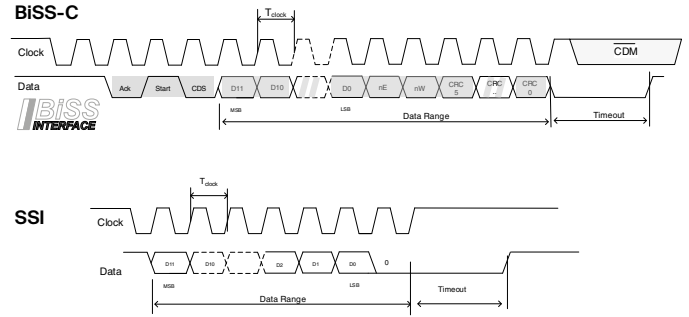 BiSS-C
Tclock
Clock
CDM
Data
Ack Start CDS D11 D10 D0 nE nW CRC 5 CRC .. CRC 0
BiSS
INTERFACE
MSB LSB
Data Range
Timeout
Tclock
SSI
Clock
Data
D11 D10 D2 D1 D0 0
MSB LSB
Timeout
Data Range